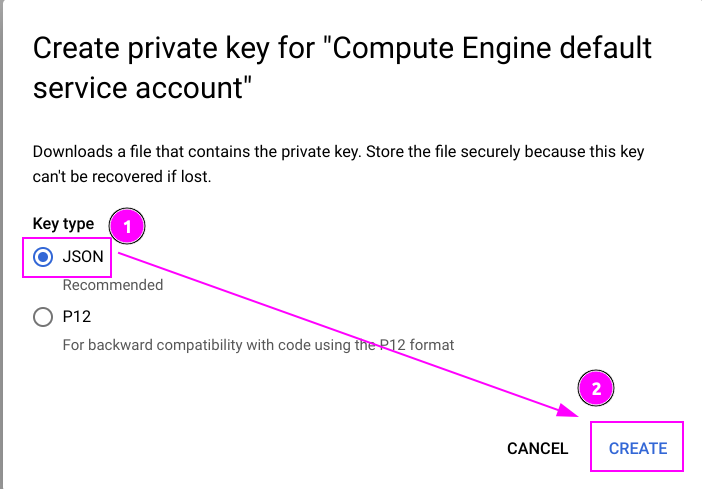 Create private key for "Compute Engine default
service account"
Downloads a file that contains the private key. Store the file securely because this key
can't be recovered if lost.
Key type
1
JSON
Recommended
P12
For backward compatibility with code using the P12 format
2
CANCEL
CREATE